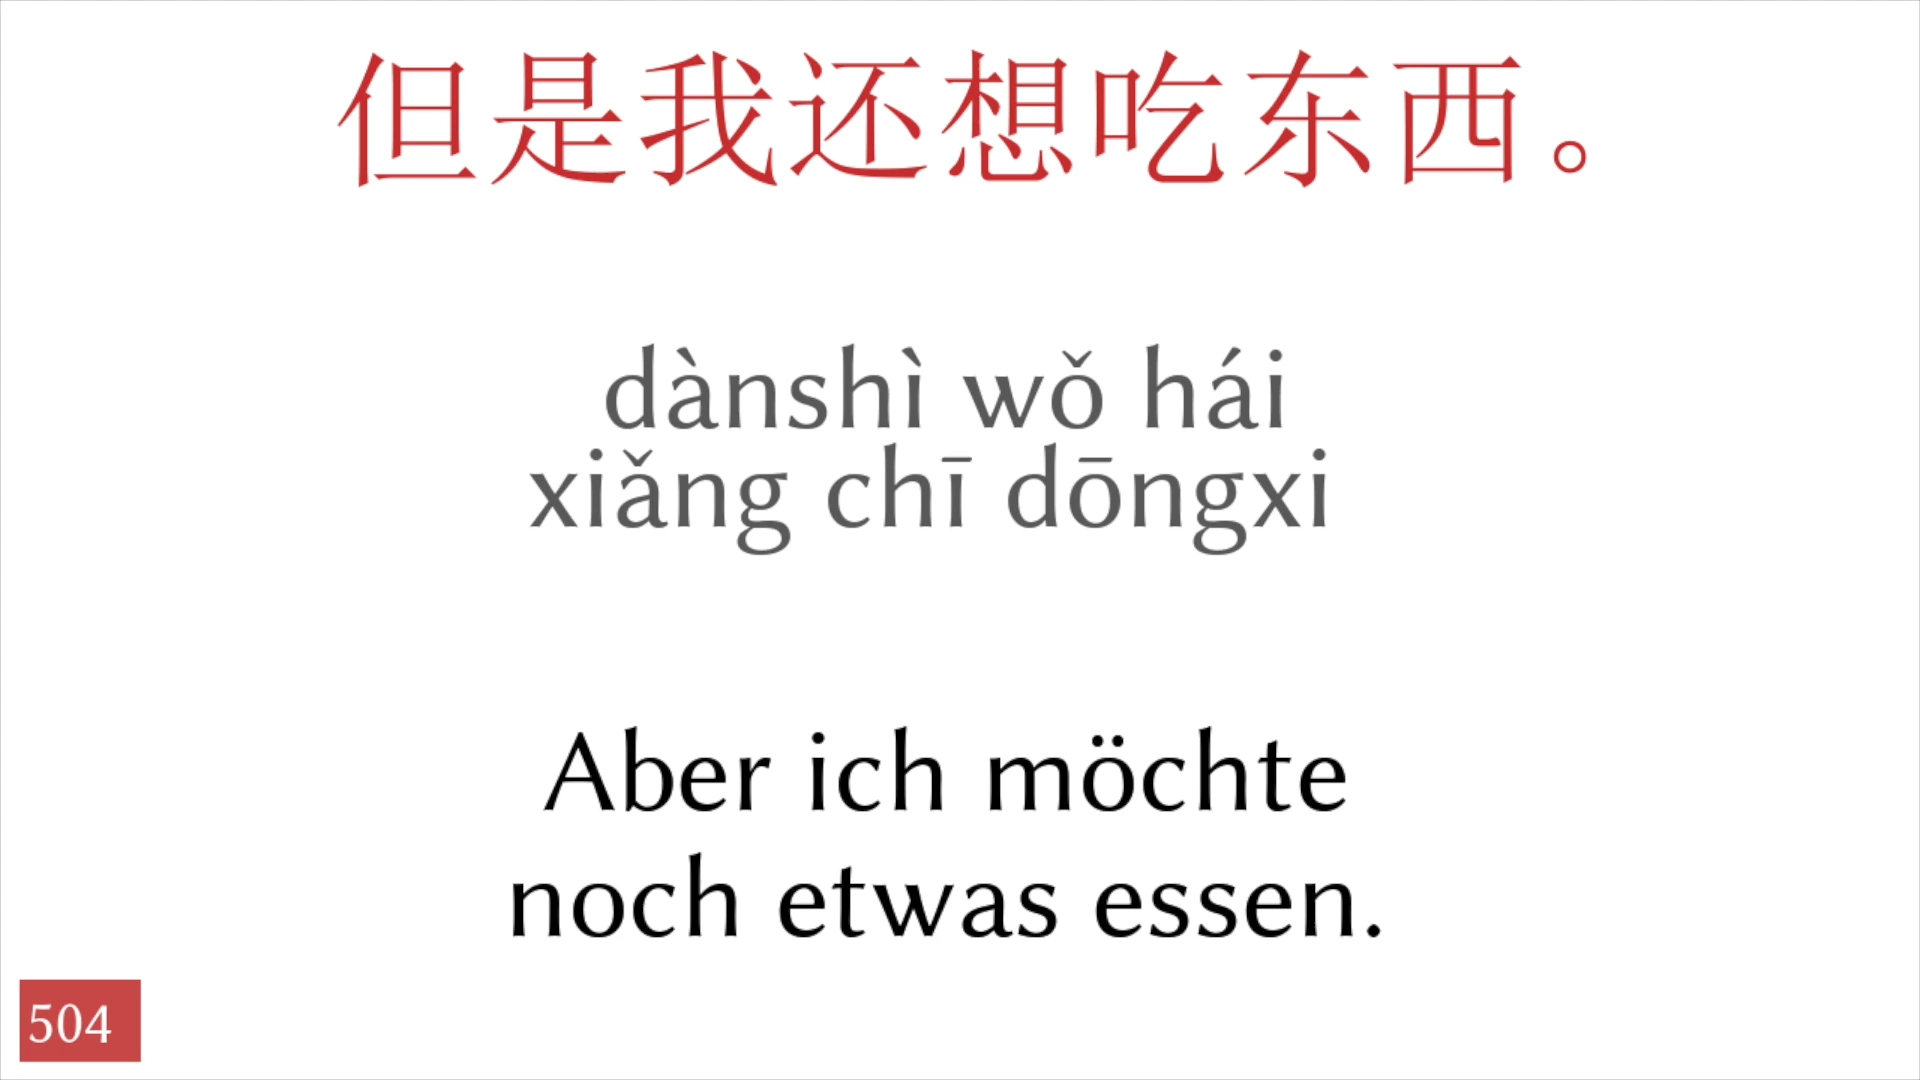 但是我还想吃东西。
dànshì wǒ hái
xiǎng chī dōngxi
Aber ich möchte
noch etwas essen.
504